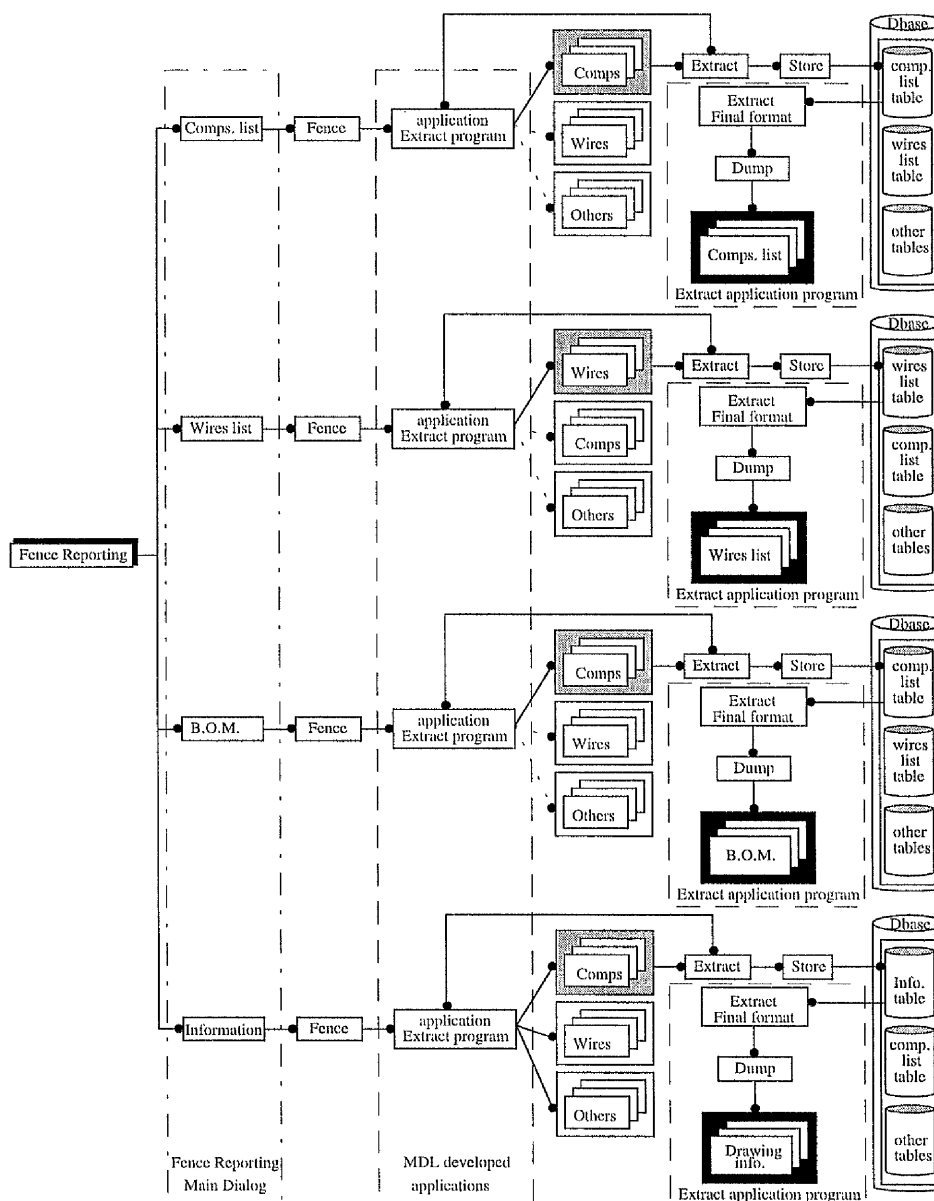 Dbase
Comps
Extract
Store
comp.
list
table
application
Extract program
Extract
Final format
Comps. list
Fence
Wires
Dump
wires
list
table
Others
Comps. list
other
tables
Extract application program
Dbase
Wires
Extract
Store
wires
list
table
application
Extract program
Extract
Final format
Wires list
Fence
Comps
Dump
comp.
list
table
Others
Wires list
other
tables
Fence Reporting
Extract application program
Dbase
Comps
Extract
Store
comp.
list
table
application
Extract program
Extract
Final format
B.O.M.
Fence
Wires
Dump
wires
list
table
Others
B.O.M.
other
tables
Extract application program
Dbase
Comps
Extract
Store
Info.
table
application
Extract program
Extract
Final format
Information
Fence
Wires
Dump
comp.
list
table
Others
Drawing
info.
other
tables
Fence Reporting
Main Dialog
MDL developed
applications
Extract application program